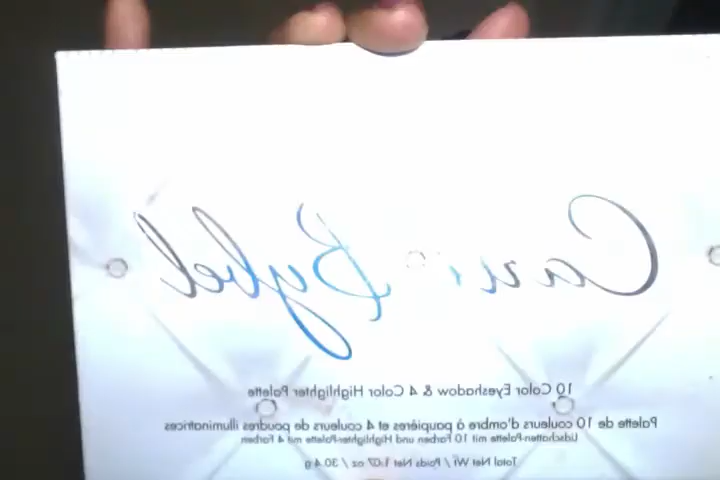 Carli Bybel
10 Color Eyeshadow & 4 Color Highlighter Palette
Palette de 10 couleurs d'ombre à paupières et 4 couleurs de poudres illuminatrices
Lidschatten-Palette mit 10 Farben und Highlighter-Palette mit 4 Farben
Total Net Wt / Poids Net 1.07 oz / 30.4 g